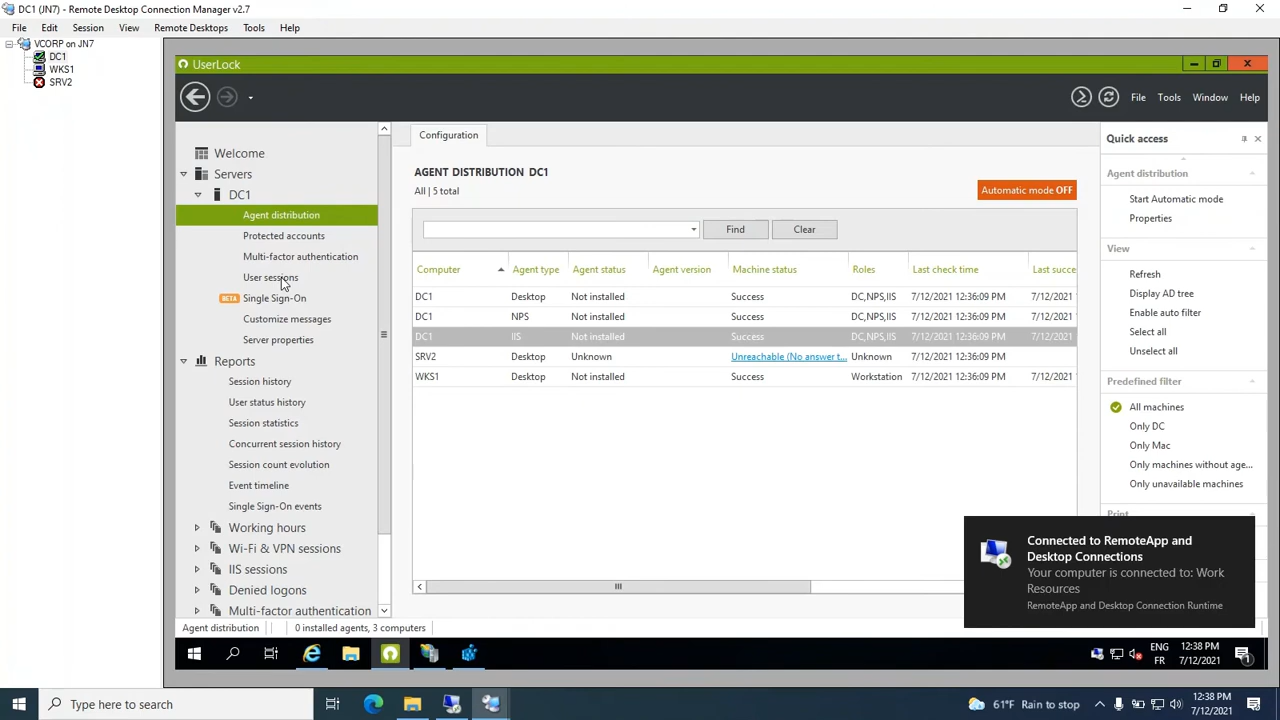 DC1 (JN7) - Remote Desktop Connection Manager v2.7
File Edit Session View Remote Desktops Tools Help
VCORP on JN7
DC1
WKS1
SRV2
UserLock
File Tools Window Help
Welcome
Servers
DC1
Agent distribution
Protected accounts
Multi-factor authentication
User sessions
BETA Single Sign-On
Customize messages
Server properties
Reports
Session history
User status history
Session statistics
Concurrent session history
Session count evolution
Event timeline
Single Sign-On events
Working hours
Wi-Fi & VPN sessions
IIS sessions
Denied logons
Multi-factor authentication
Configuration
AGENT DISTRIBUTION DC1
All | 5 total
Automatic mode OFF
Find Clear
Computer Agent type Agent status Agent version Machine status Roles Last check time Last succe
DC1 Desktop Not installed Success DC,NPS,IIS 7/12/2021 12:36:09 PM 7/12/2021
DC1 NPS Not installed Success DC,NPS,IIS 7/12/2021 12:36:09 PM 7/12/2021
DC1 IIS Not installed Success DC,NPS,IIS 7/12/2021 12:36:09 PM 7/12/2021
SRV2 Desktop Unknown Unreachable (No answer t... Unknown 7/12/2021 12:36:09 PM
WKS1 Desktop Not installed Success Workstation 7/12/2021 12:36:09 PM 7/12/2021
Quick access
Agent distribution
Start Automatic mode
Properties
View
Refresh
Display AD tree
Enable auto filter
Select all
Unselect all
Predefined filter
All machines
Only DC
Only Mac
Only machines without age...
Only unavailable machines
Print
Connected to RemoteApp and
Desktop Connections
Your computer is connected to: Work
Resources
RemoteApp and Desktop Connection Runtime
Agent distribution 0 installed agents, 3 computers
ENG
FR
12:38 PM
7/12/2021
1
Type here to search
61°F Rain to stop
12:38 PM
7/12/2021